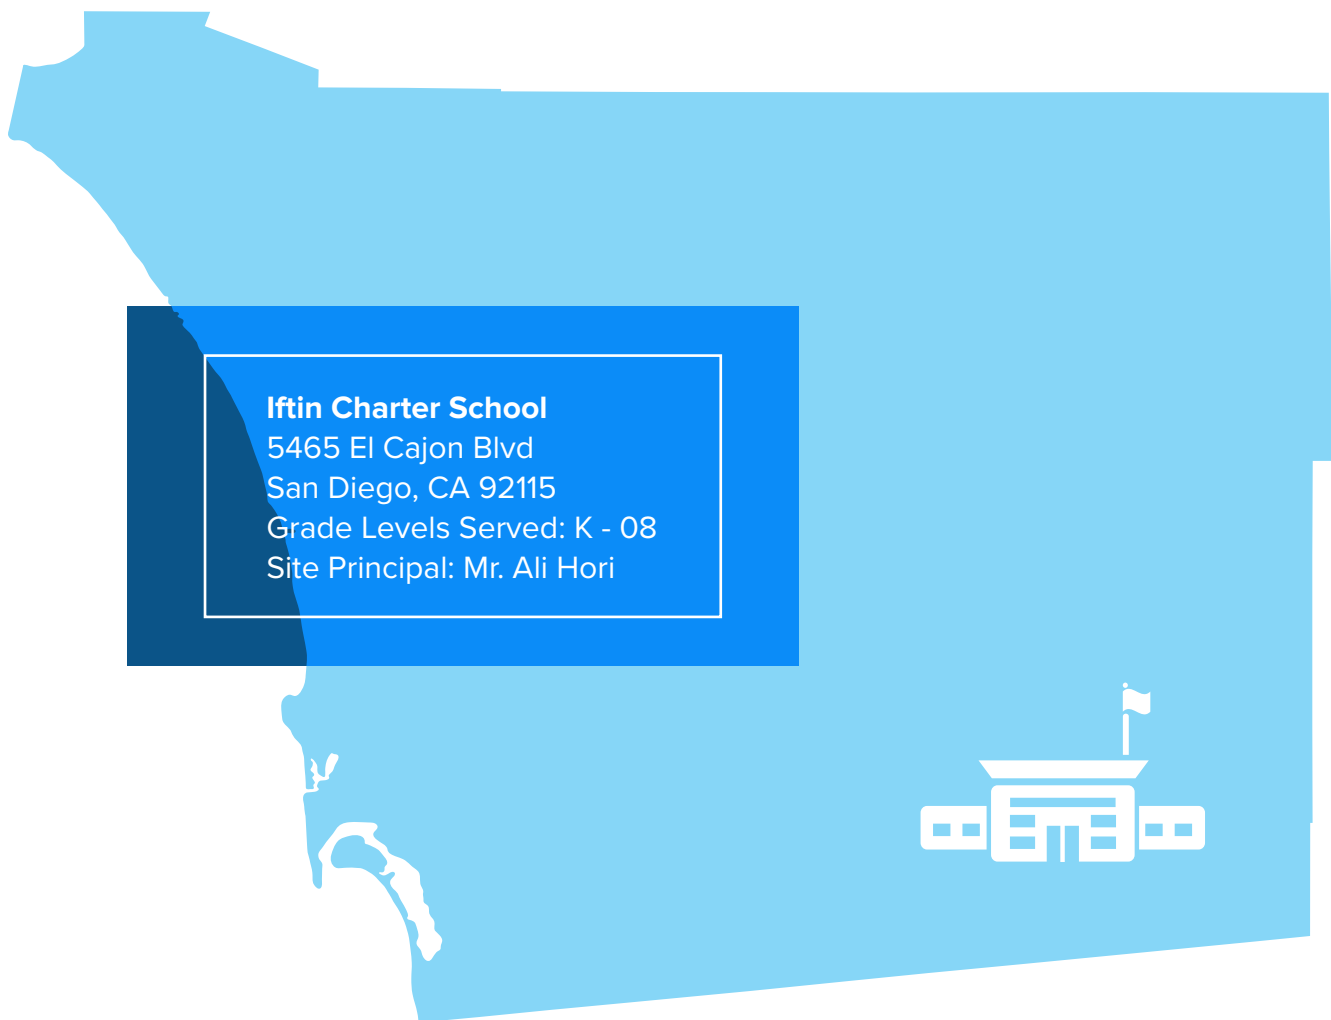 Iftin Charter School
5465 El Cajon Blvd
San Diego, CA 92115
Grade Levels Served: K - 08
Site Principal: Mr. Ali Hori